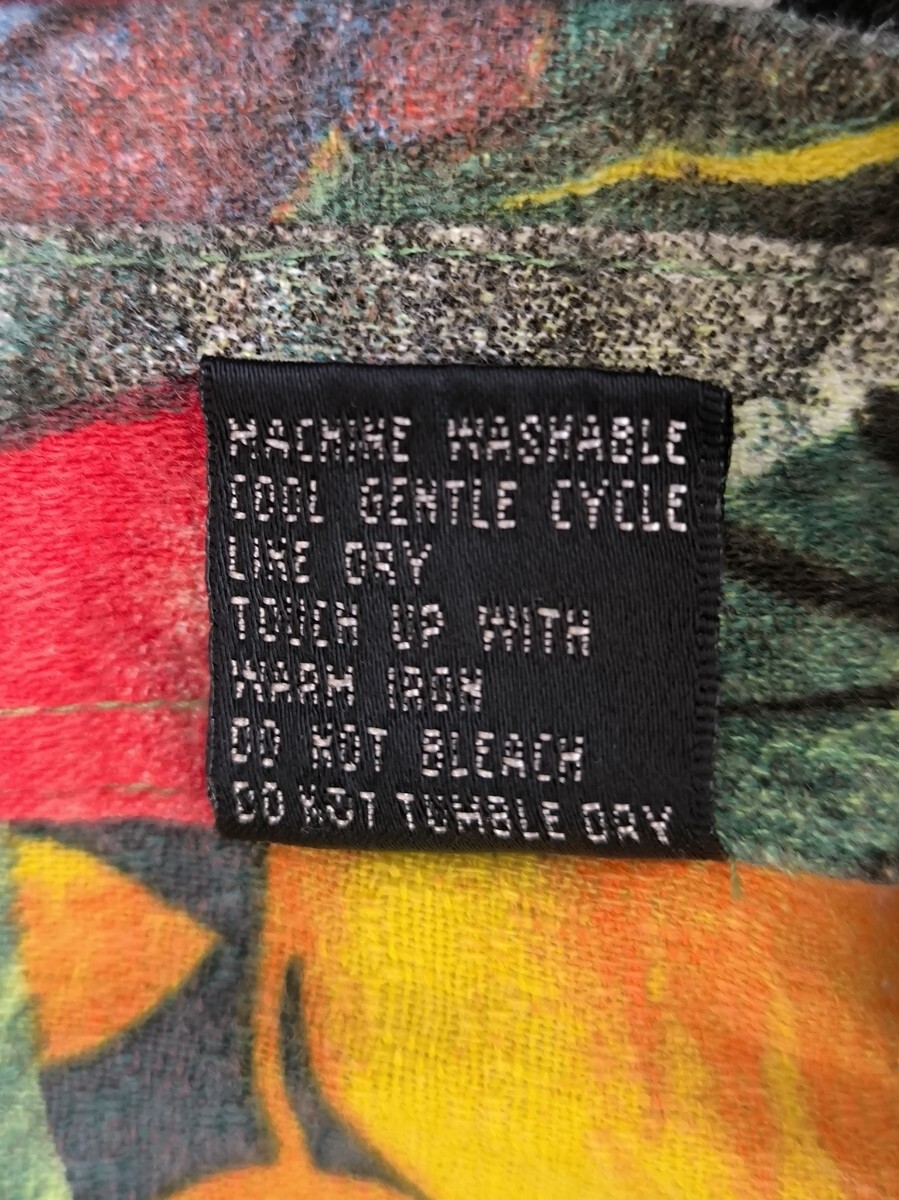 MACHINE WASHABLE
COOL GENTLE CYCLE
LINE DRY
TOUCH UP WITH
WARM IRON
DO NOT BLEACH
DO NOT TUMBLE DRY